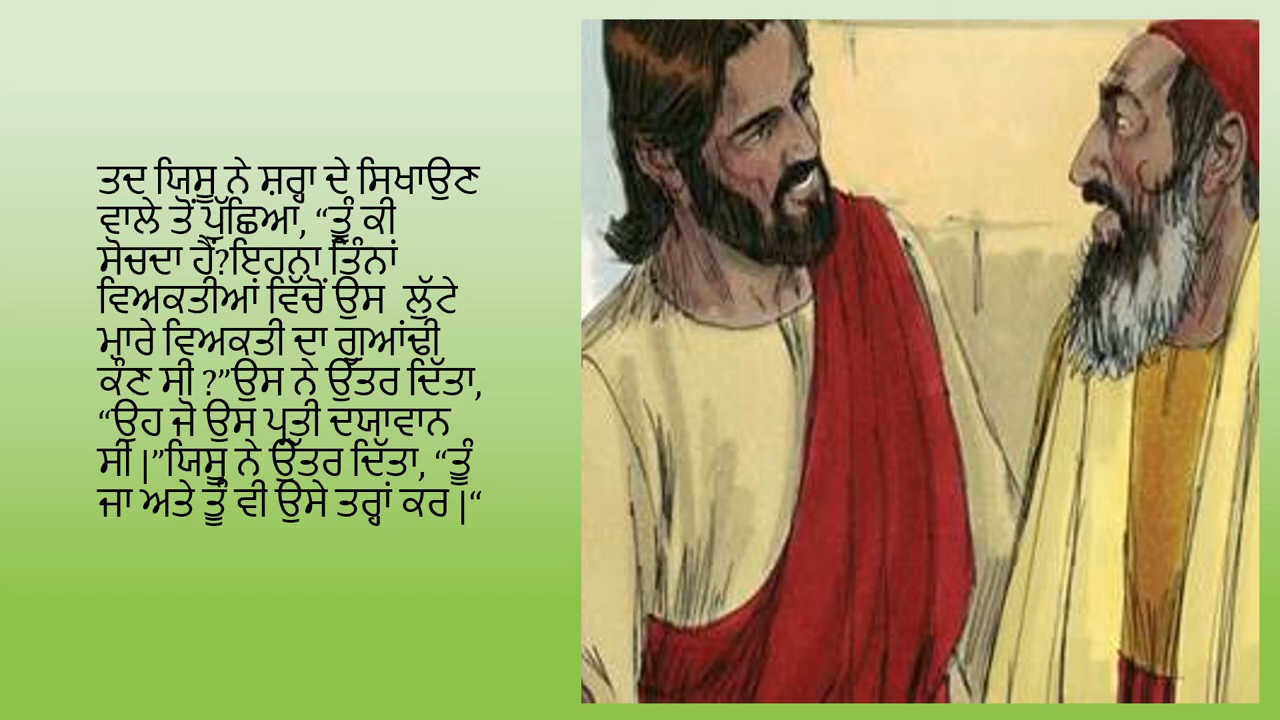 ਤਦ ਯਿਸੂ ਨੇ ਸ਼ਰ੍ਹਾ ਦੇ ਸਿਖਾਉਣ
ਵਾਲੇ ਤੋਂ ਪੁੱਛਿਆ, “ਤੂੰ ਕੀ
ਸੋਚਦਾ ਹੈਂ?ਇਹਨਾ ਤਿੰਨਾਂ
ਵਿਅਕਤੀਆਂ ਵਿੱਚੋਂ ਉਸ  ਲੁੱਟੇ
ਮਾਰੇ ਵਿਅਕਤੀ ਦਾ ਗੁਆਂਢੀ
ਕੌਣ ਸੀ ?”ਉਸ ਨੇ ਉੱਤਰ ਦਿੱਤਾ,
“ਉਹ ਜੋ ਉਸ ਪ੍ਰਤੀ ਦਯਾਵਾਨ
ਸੀ |”ਯਿਸੂ ਨੇ ਉੱਤਰ ਦਿੱਤਾ, “ਤੂੰ
ਜਾ ਅਤੇ ਤੂੰ ਵੀ ਉਸੇ ਤਰ੍ਹਾਂ ਕਰ |“